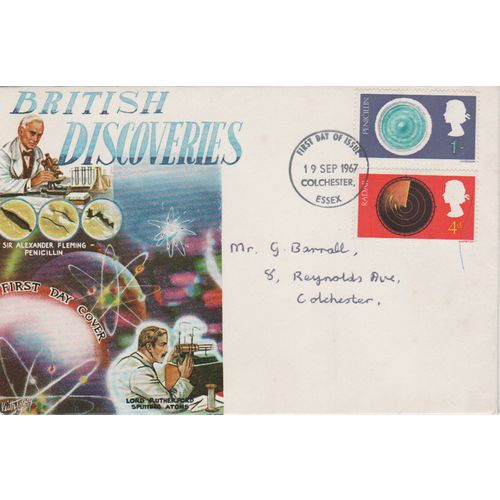 BRITISH
DISCOVERIES
SIR ALEXANDER FLEMING -
PENICILLIN
FIRST DAY COVER
LORD RUTHERFORD
SPLITTING ATOMS
FIRST DAY OF ISSUE
19 SEP 1967
COLCHESTER,
ESSEX
PENICILLIN
1/-
RADAR
4d
Mr. G. Barrall,
8, Reynolds Ave,
Colchester,